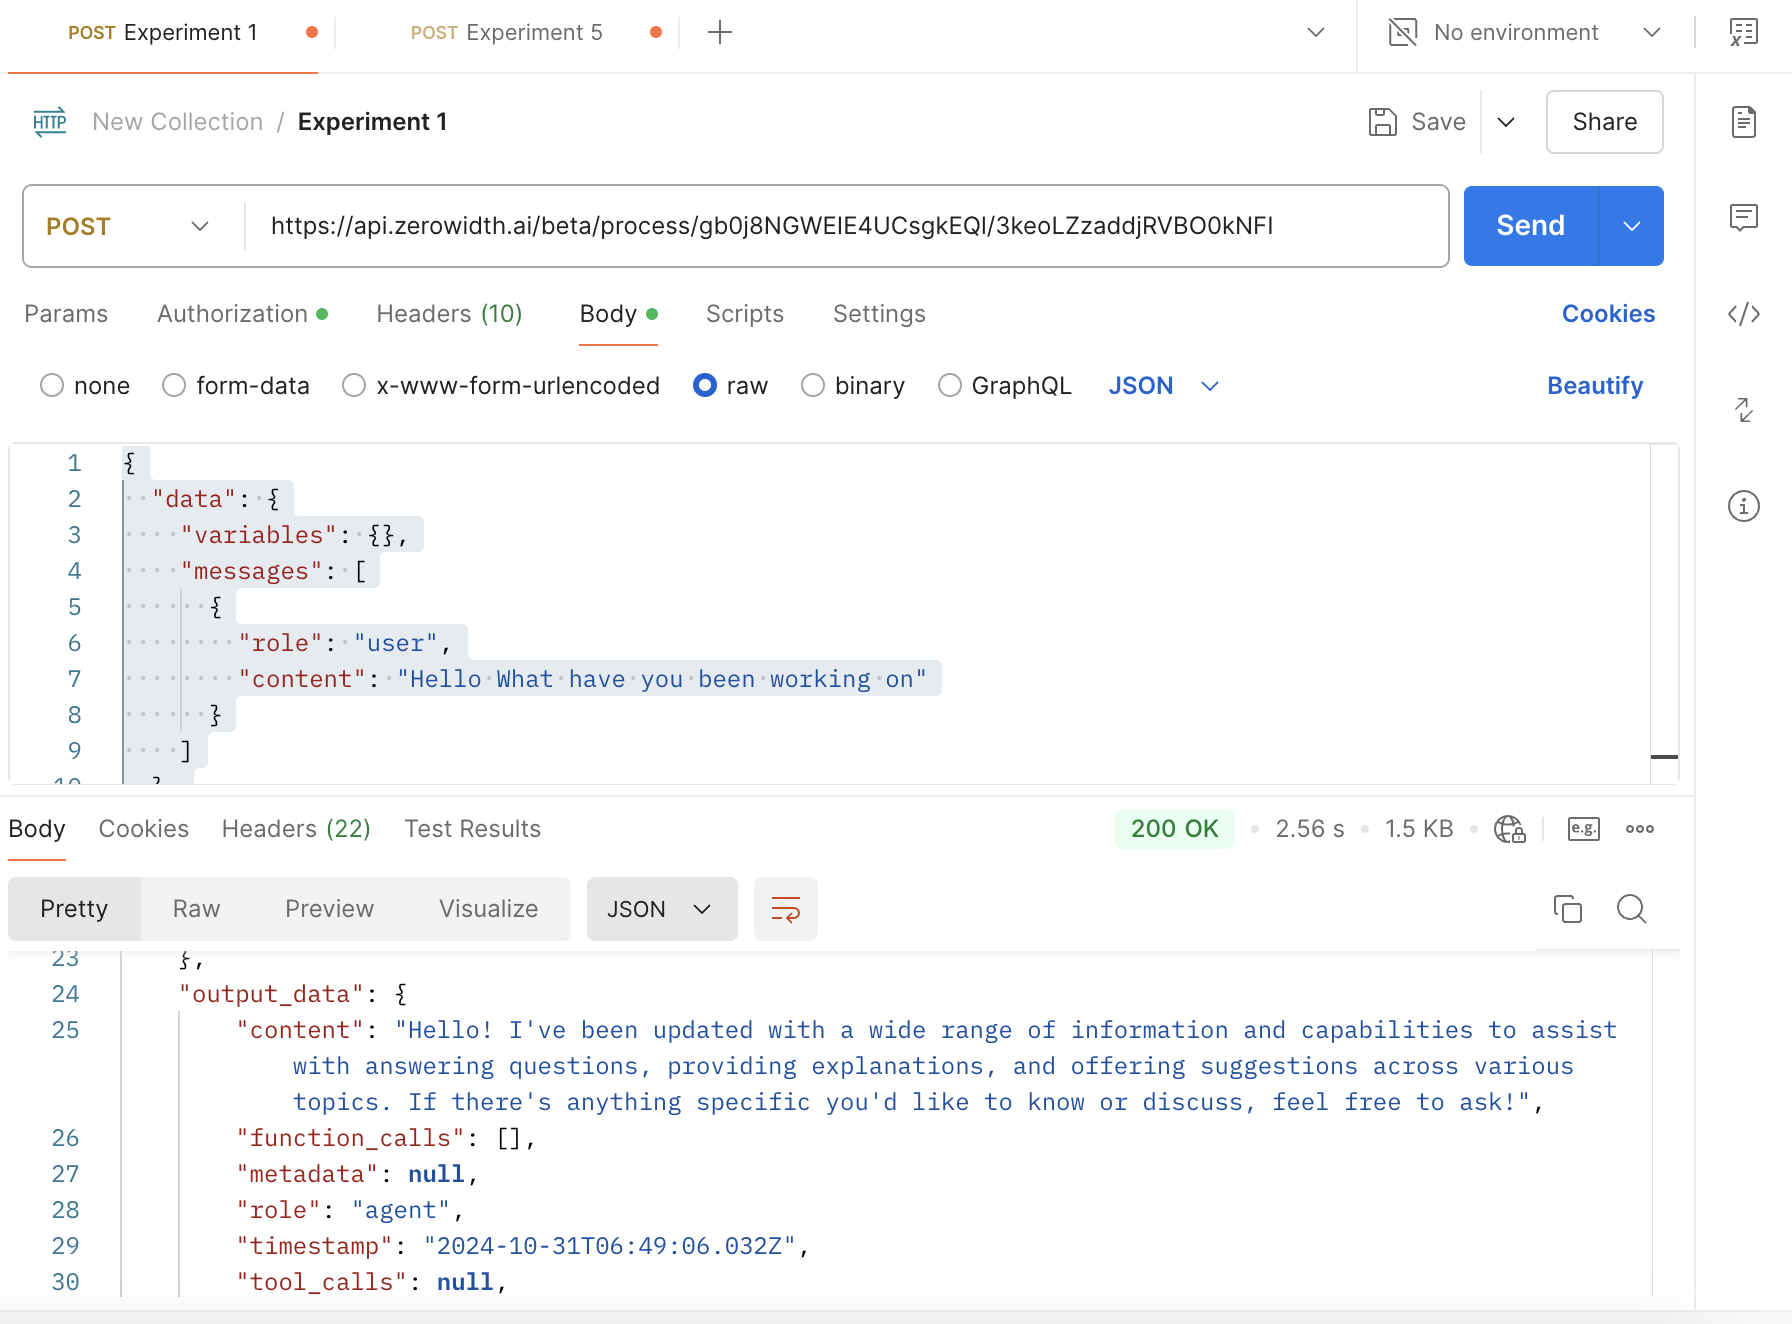 POST Experiment 1
POST Experiment 5
No environment
HTTP New Collection / Experiment 1
Save
Share
POST
https://api.zerowidth.ai/beta/process/gb0j8NGWEIE4UCsgkEQI/3keoLZzaddjRVBO0kNFI
Send
Params Authorization Headers (10) Body Scripts Settings Cookies
none form-data x-www-form-urlencoded raw binary GraphQL JSON Beautify
1 {
2 "data": {
3 "variables": {},
4 "messages": [
5 {
6 "role": "user",
7 "content": "Hello What have you been working on"
8 }
9 ]
10 }
Body Cookies Headers (22) Test Results 200 OK 2.56 s 1.5 KB e.g.
Pretty Raw Preview Visualize JSON
23 },
24 "output_data": {
25 "content": "Hello! I've been updated with a wide range of information and capabilities to assist
with answering questions, providing explanations, and offering suggestions across various
topics. If there's anything specific you'd like to know or discuss, feel free to ask!",
26 "function_calls": [],
27 "metadata": null,
28 "role": "agent",
29 "timestamp": "2024-10-31T06:49:06.032Z",
30 "tool_calls": null,